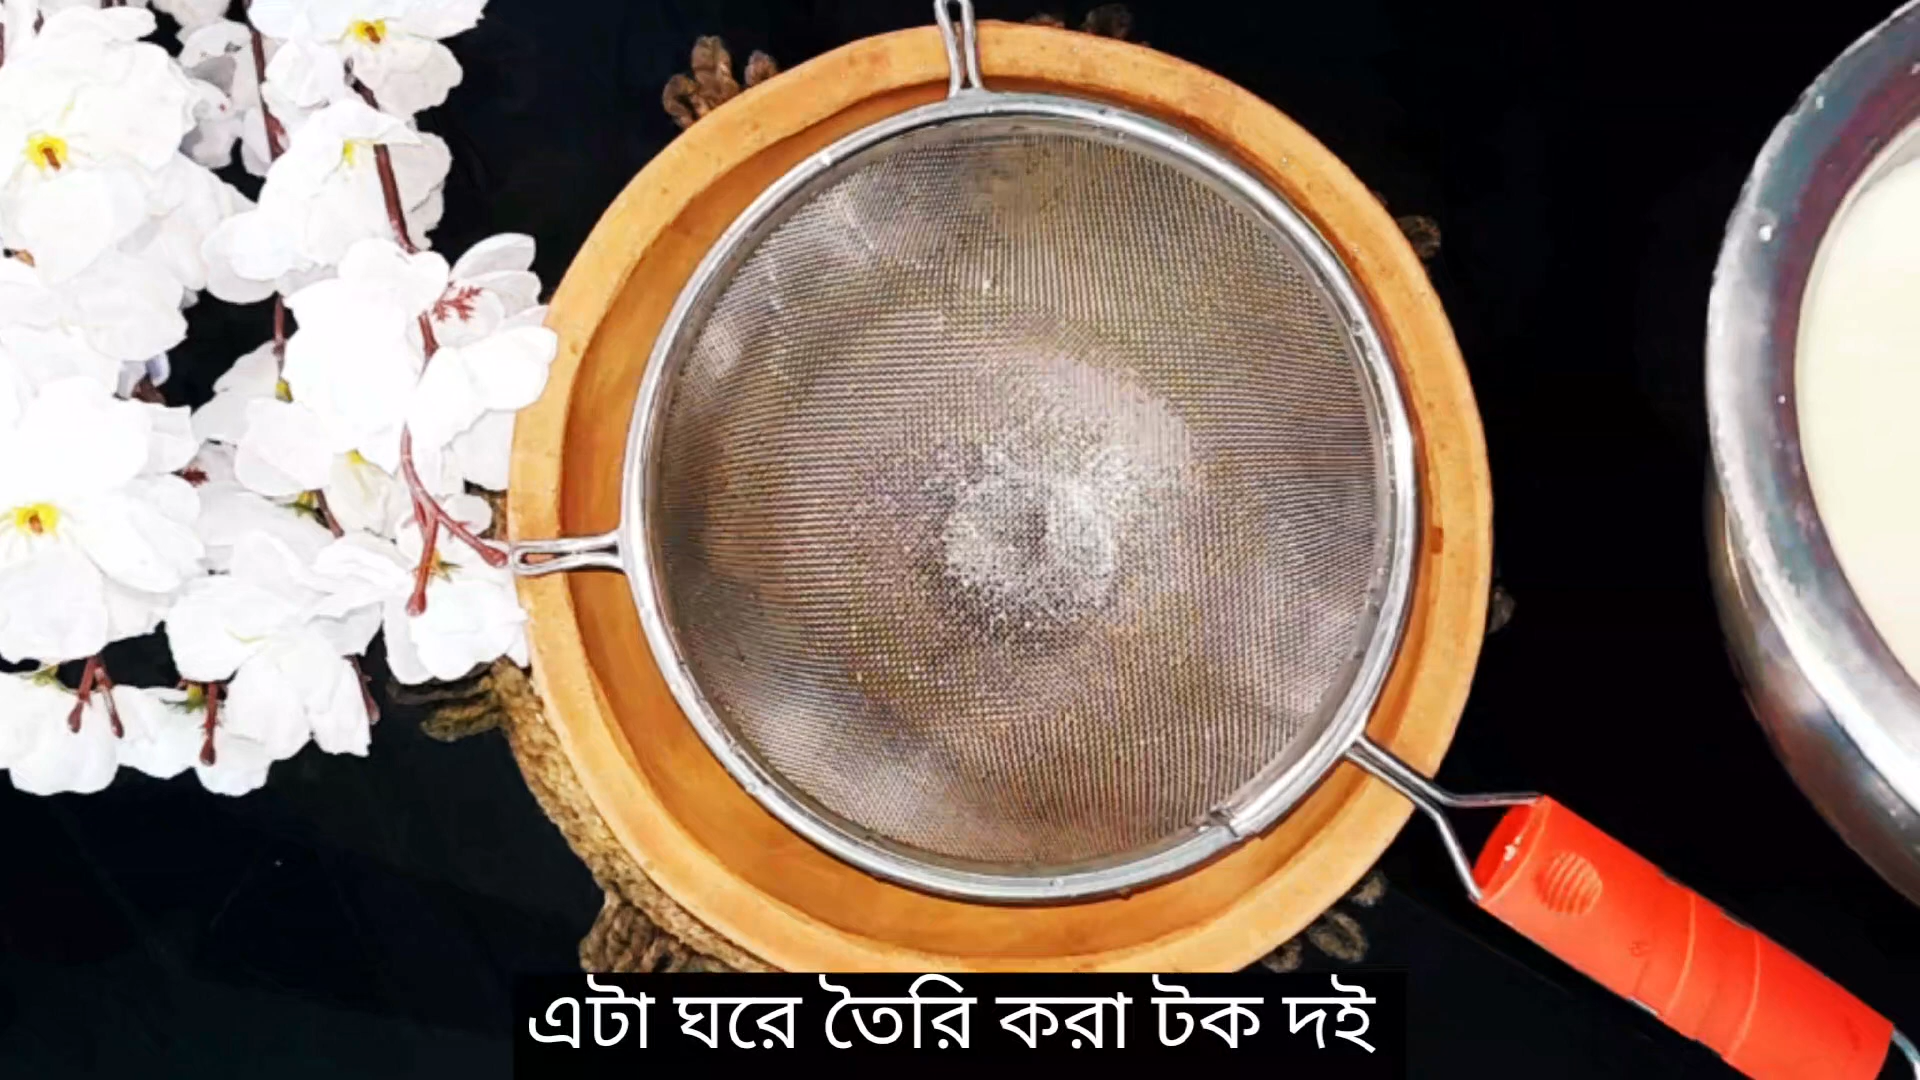 এটা ঘরে তৈরি করা টক দই